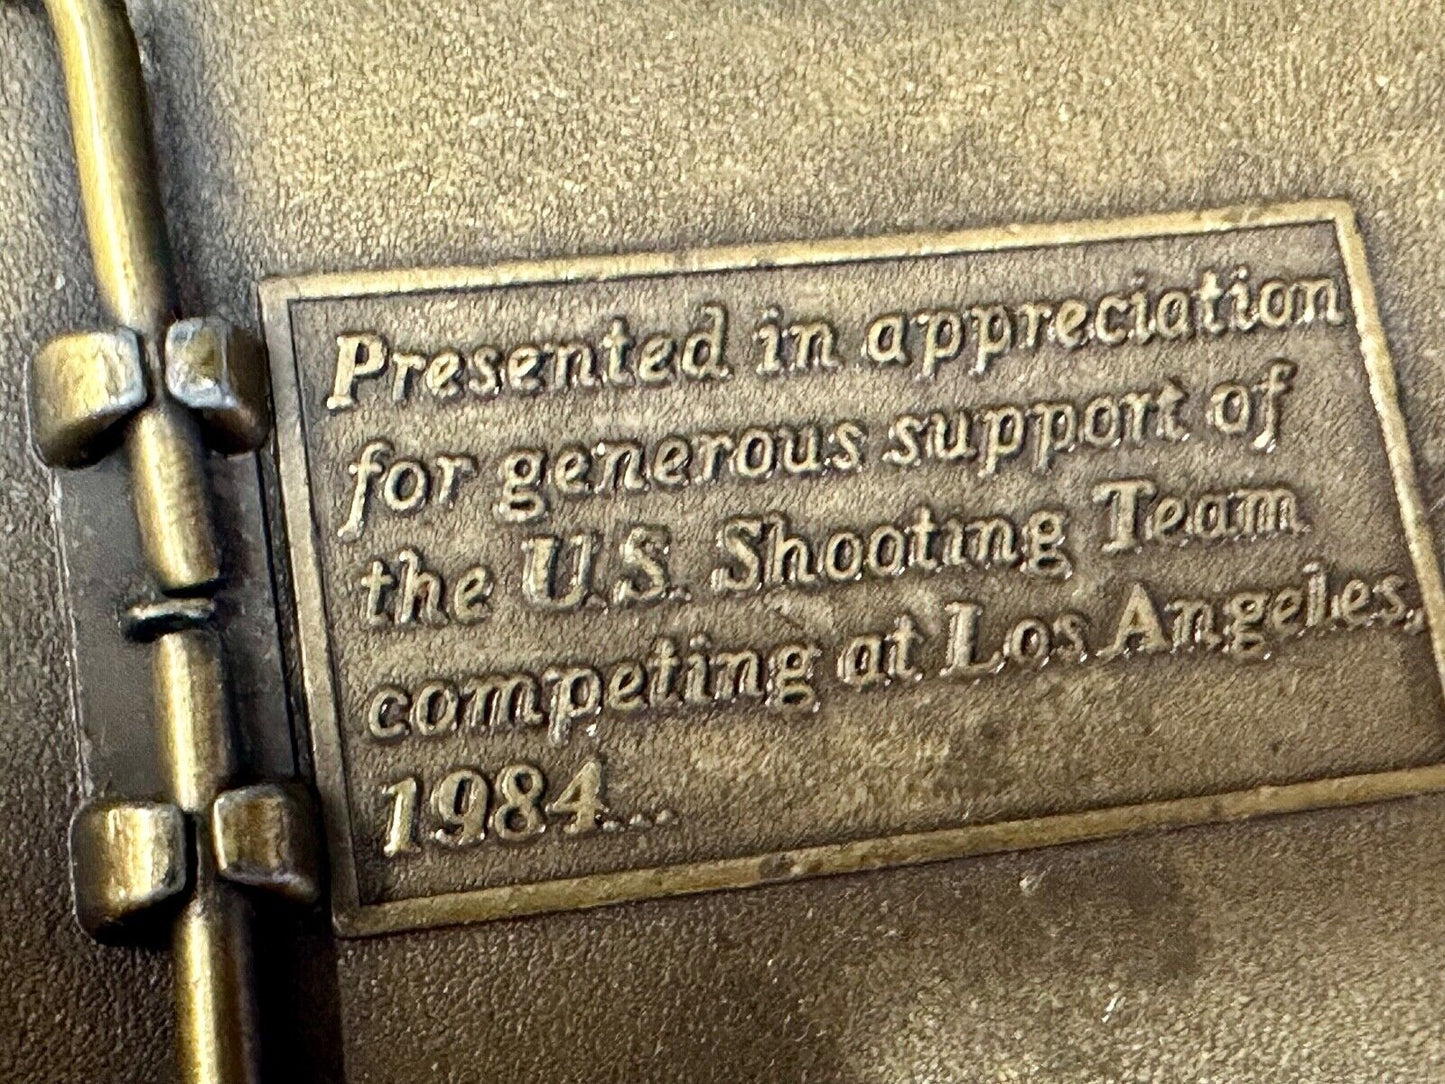 Presented in appreciation
for generous support of
the U.S. Shooting Team
competing at Los Angeles,
1984...